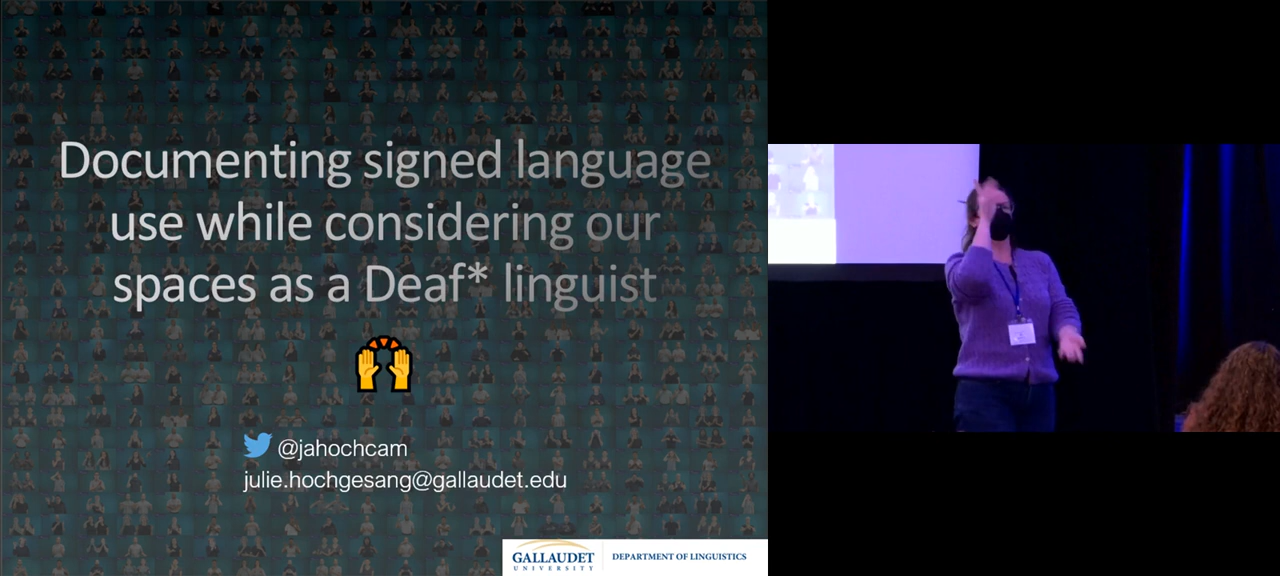 Documenting signed language
use while considering our
spaces as a Deaf* linguist
@jahochcam
julie.hochgesang@gallaudet.edu
GALLAUDET
UNIVERSITY
DEPARTMENT OF LINGUISTICS